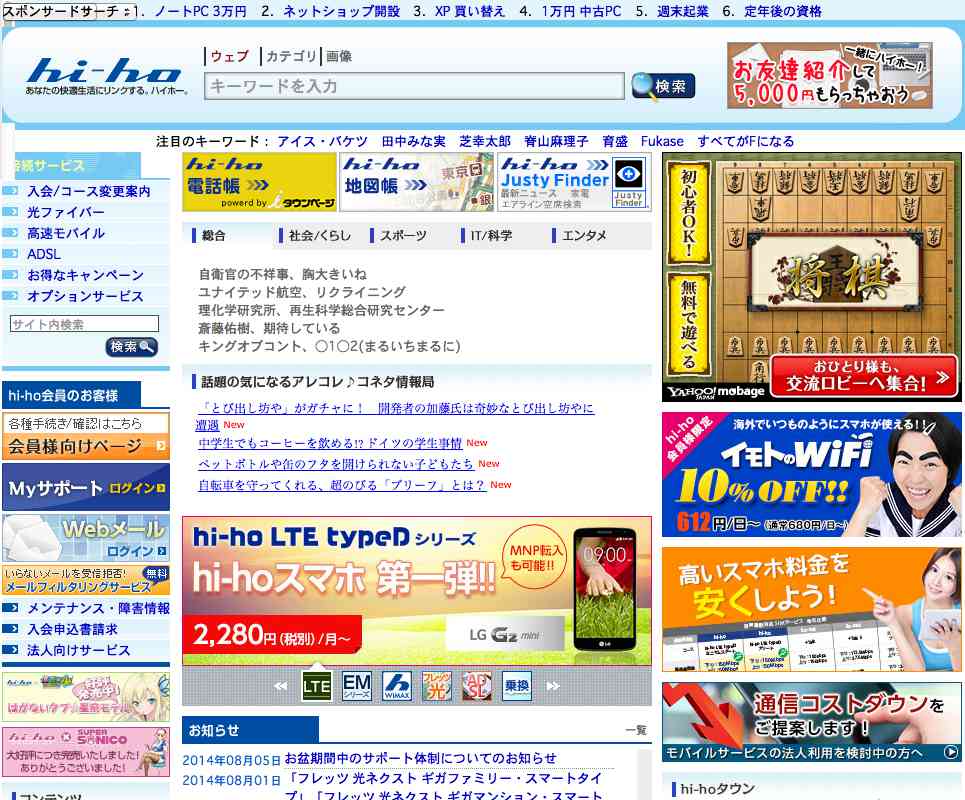 スポンサードサーチ：1. ノートPC 3万円 2. ネットショップ開設 3. XP 買い替え 4. 1万円 中古PC 5. 週末起業 6. 定年後の資格
hi-ho
あなたの快適生活にリンクする。ハイホー。
ウェブ カテゴリ 画像
キーワードを入力
検索
一緒にハイホー！
お友達紹介して
5,000円もらっちゃおう
注目のキーワード： アイス・バケツ 田中みな実 芝幸太郎 脊山麻理子 育盛 Fukase すべてがFになる
接続サービス
入会/コース変更案内
光ファイバー
高速モバイル
ADSL
お得なキャンペーン
オプションサービス
サイト内検索
検索
hi-ho会員のお客様
各種手続き/確認はこちら
会員様向けページ
Myサポート ログイン
Webメール
ログイン
いらないメールを受信拒否! 無料
メールフィルタリングサービス
メンテナンス・障害情報
入会申込書請求
法人向けサービス
hi-ho
好評
発売中!
はがないタブ☆星奈モデル
hi-ho × SUPER SONICO
大好評につき完売いたしました!
ありがとうございました!
コンテンツ
hi-ho
電話帳
powerd by iタウンページ
hi-ho
地図帳
東京
銀
hi-ho
Justy Finder
最新ニュース 家電
エアライン空席検索
Justy
Finder
総合 社会/くらし スポーツ IT/科学 エンタメ
自衛官の不祥事、胸大きいね
ユナイテッド航空、リクライニング
理化学研究所、再生科学総合研究センター
斎藤佑樹、期待している
キングオブコント、○1○2(まるいちまるに)
話題の気になるアレコレ♪コネタ情報局
「とび出し坊や」がガチャに！ 開発者の加藤氏は奇妙なとび出し坊やに
遭遇 New
中学生でもコーヒーを飲める!? ドイツの学生事情 New
ペットボトルや缶のフタを開けられない子どもたち New
自転車を守ってくれる、超のびる「ブリーフ」とは？ New
hi-ho LTE typeD シリーズ
hi-hoスマホ 第一弾!!
MNP転入
も可能!!
09:00
2,280円(税別)/月～
LG G2 mini
LG
LTE
EM
シリーズ
WiMAX
フレッツ
光
AD
SL
乗換
お知らせ 一覧
2014年08月05日 お盆期間中のサポート体制についてのお知らせ
2014年08月01日 「フレッツ 光ネクスト ギガファミリー・スマートタイ
プ」「フレッツ 光ネクスト ギガマンション・スマート
初心者OK!
無料で遊べる
将棋
YAHOO! JAPAN mobage
おひとり様も、
交流ロビーへ集合!
hi-ho
会員様限定
海外でいつものようにスマホが使える!!
イモトのWiFi
10%OFF!!
612円/日～ (通常680円/日～)
高いスマホ料金を
安くしよう!
通信コストダウンを
ご提案します！
モバイルサービスの法人利用を検討中の方へ
hi-hoタウン